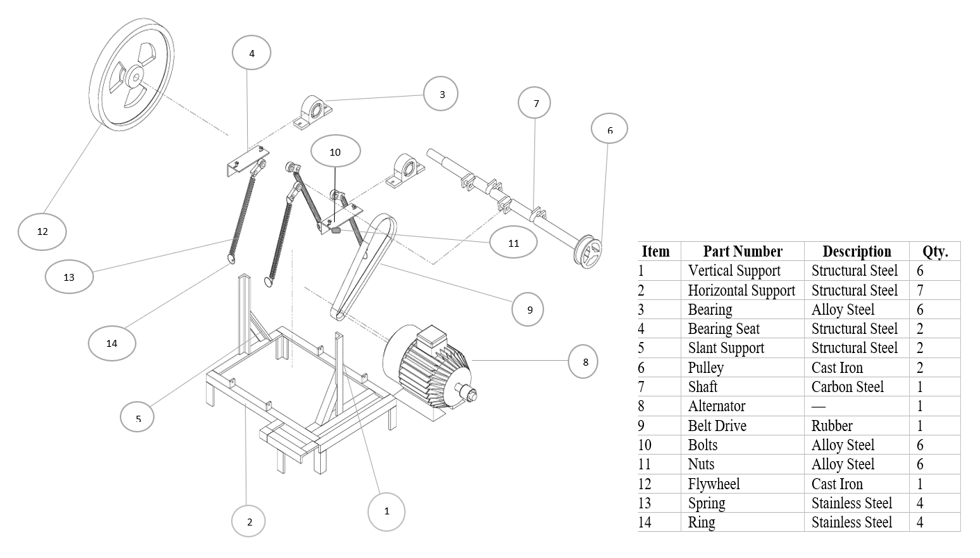 4
3
7
6
10
12
11
13
9
14
8
5
2
1
Item Part Number Description Qty.
1 Vertical Support Structural Steel 6
2 Horizontal Support Structural Steel 7
3 Bearing Alloy Steel 6
4 Bearing Seat Structural Steel 2
5 Slant Support Structural Steel 2
6 Pulley Cast Iron 2
7 Shaft Carbon Steel 1
8 Alternator — 1
9 Belt Drive Rubber 1
10 Bolts Alloy Steel 6
11 Nuts Alloy Steel 6
12 Flywheel Cast Iron 1
13 Spring Stainless Steel 4
14 Ring Stainless Steel 4